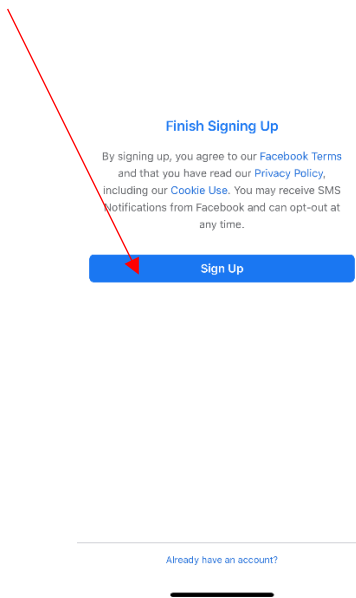 Finish Signing Up
By signing up, you agree to our Facebook Terms
and that you have read our Privacy Policy,
including our Cookie Use. You may receive SMS
Notifications from Facebook and can opt-out at
any time.
Sign Up
Already have an account?